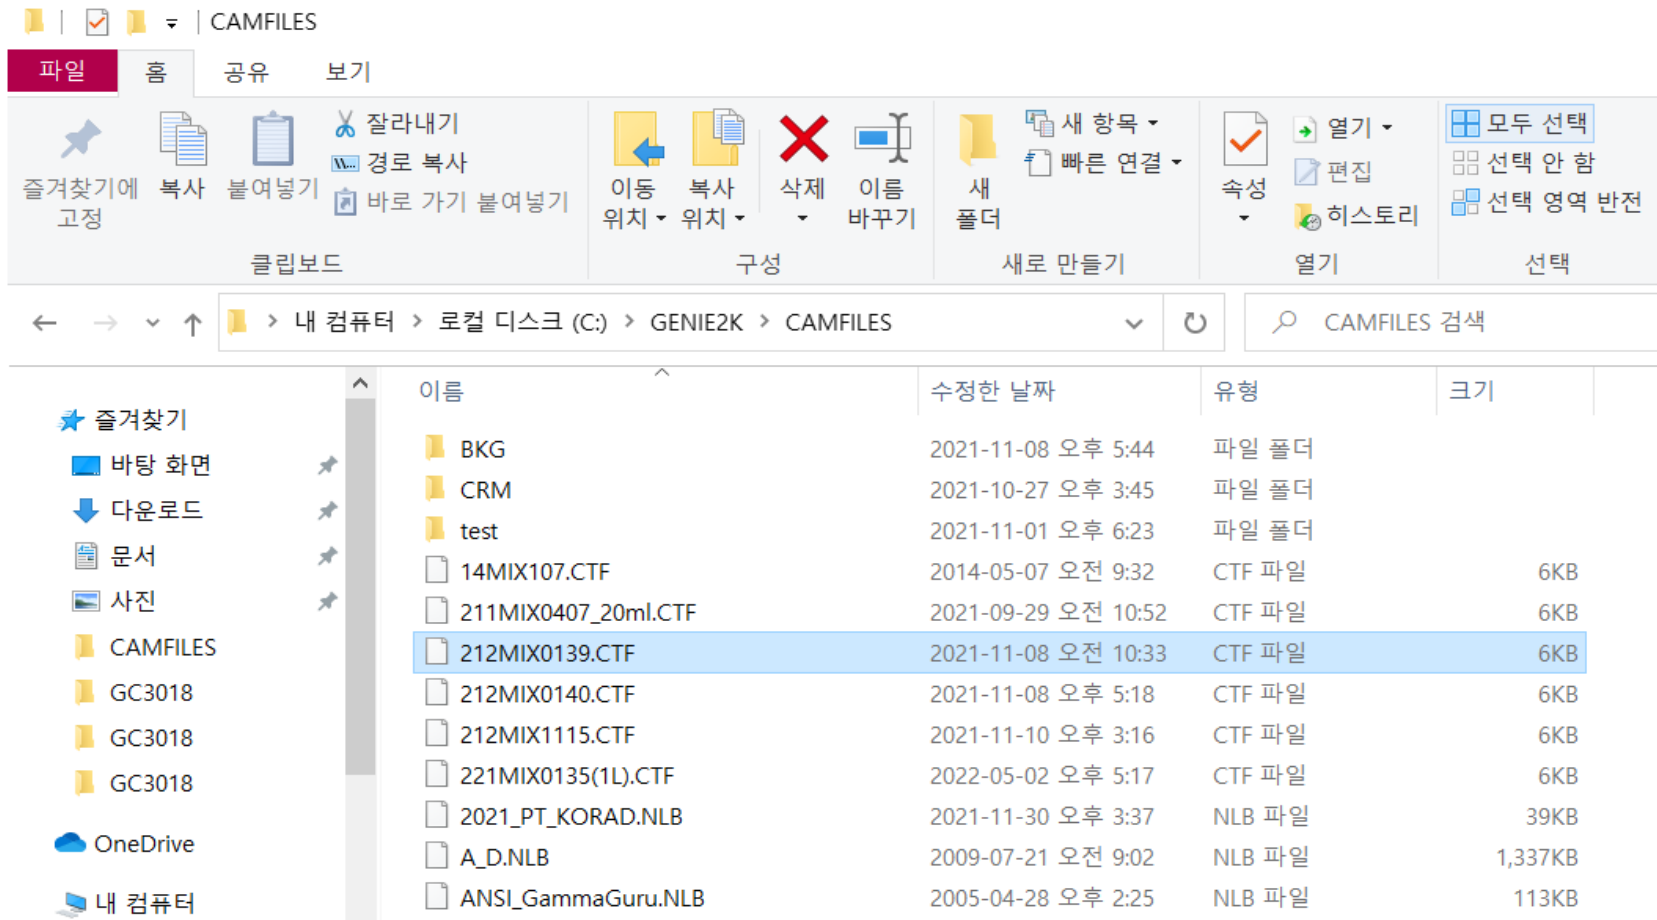 CAMFILES
파일 홈 공유 보기
즐겨찾기에 고정
복사
붙여넣기
잘라내기
경로 복사
바로 가기 붙여넣기
클립보드
이동 위치
복사 위치
삭제
이름 바꾸기
구성
새 폴더
새 항목
빠른 연결
새로 만들기
속성
열기
편집
히스토리
열기
모두 선택
선택 안 함
선택 영역 반전
선택
내 컴퓨터 > 로컬 디스크 (C:) > GENIE2K > CAMFILES
CAMFILES 검색
즐겨찾기
바탕 화면
다운로드
문서
사진
CAMFILES
GC3018
GC3018
GC3018
OneDrive
내 컴퓨터
이름 수정한 날짜 유형 크기
BKG 2021-11-08 오후 5:44 파일 폴더
CRM 2021-10-27 오후 3:45 파일 폴더
test 2021-11-01 오후 6:23 파일 폴더
14MIX107.CTF 2014-05-07 오전 9:32 CTF 파일 6KB
211MIX0407_20ml.CTF 2021-09-29 오전 10:52 CTF 파일 6KB
212MIX0139.CTF 2021-11-08 오전 10:33 CTF 파일 6KB
212MIX0140.CTF 2021-11-08 오후 5:18 CTF 파일 6KB
212MIX1115.CTF 2021-11-10 오후 3:16 CTF 파일 6KB
221MIX0135(1L).CTF 2022-05-02 오후 5:17 CTF 파일 6KB
2021_PT_KORAD.NLB 2021-11-30 오후 3:37 NLB 파일 39KB
A_D.NLB 2009-07-21 오전 9:02 NLB 파일 1,337KB
ANSI_GammaGuru.NLB 2005-04-28 오후 2:25 NLB 파일 113KB